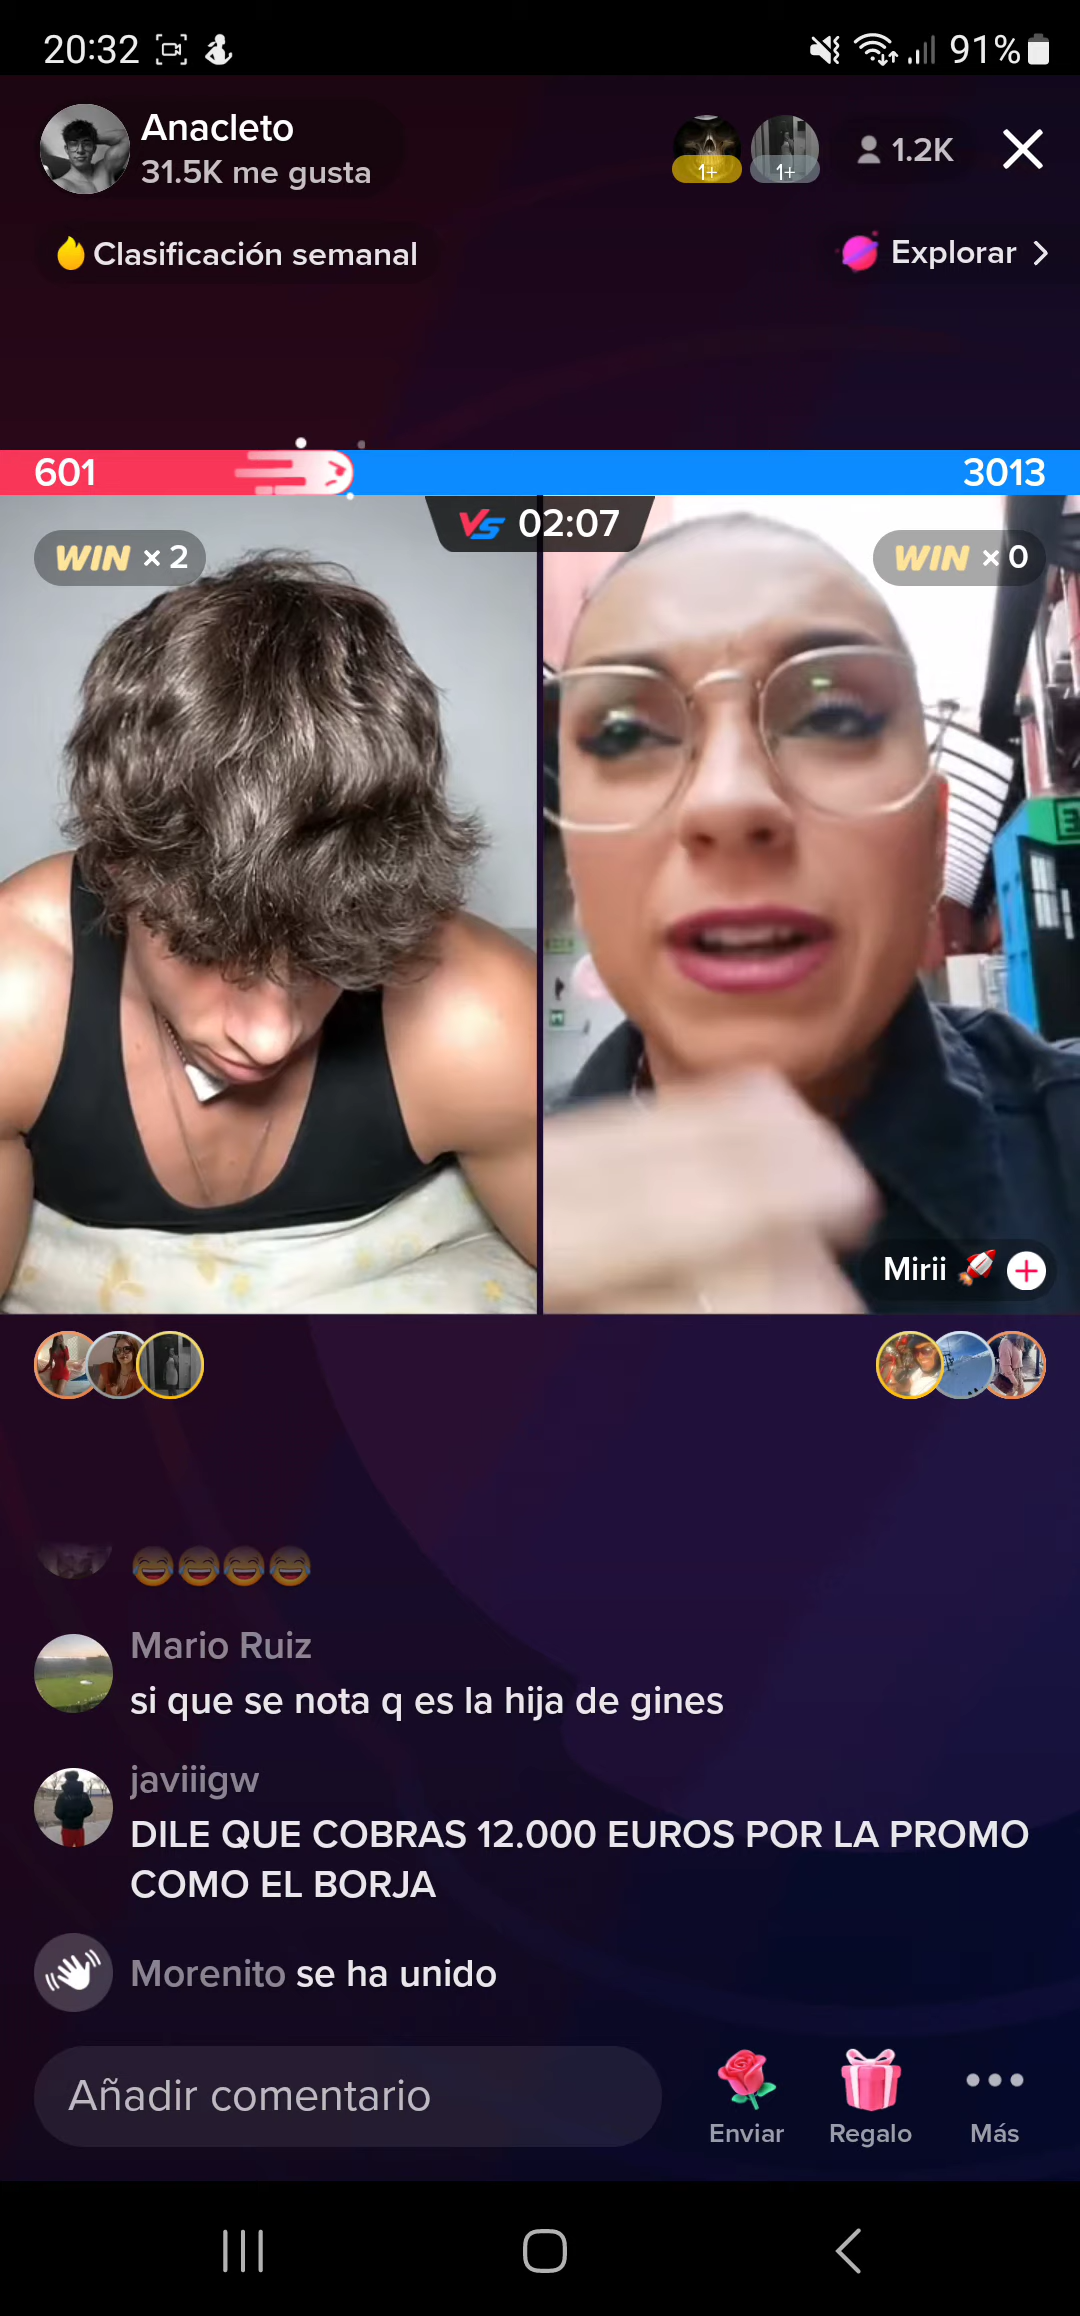 20:32
91%
Anacleto
31.5K me gusta
1+
1+
1.2K
Clasificación semanal
Explorar
601
3013
VS 02:07
WIN × 2
WIN × 0
Mirii
😂😂😂😂
Mario Ruiz
si que se nota q es la hija de gines
javiiigw
DILE QUE COBRAS 12.000 EUROS POR LA PROMO
COMO EL BORJA
Morenito se ha unido
Añadir comentario
Enviar
Regalo
Más